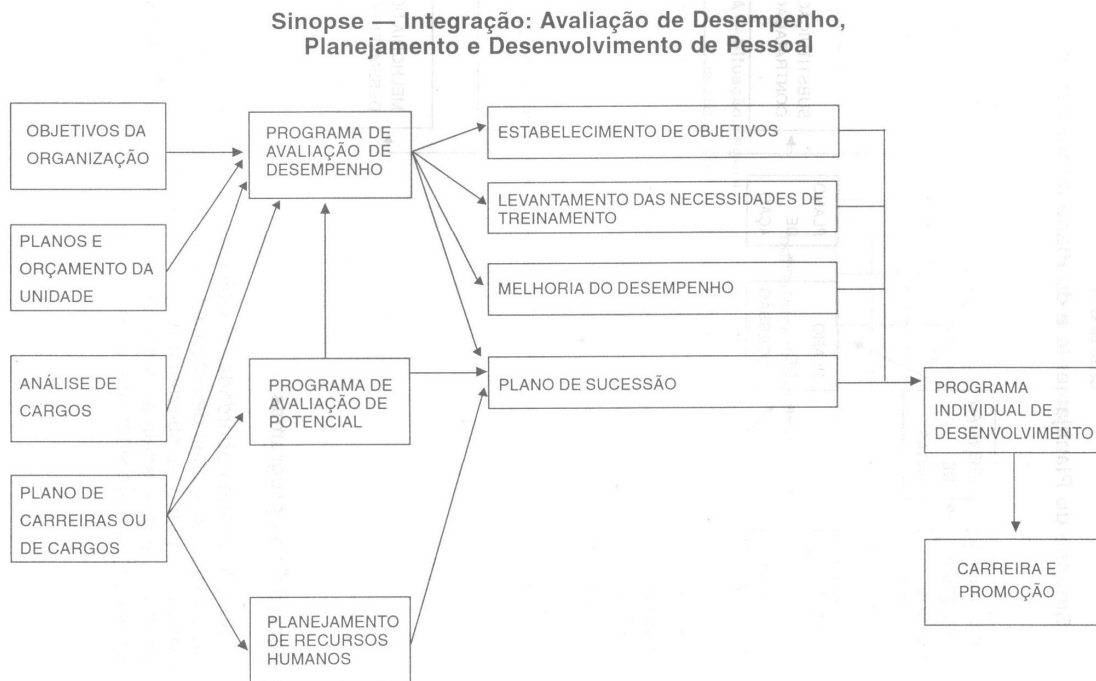 Sinopse — Integração: Avaliação de Desempenho,
Planejamento e Desenvolvimento de Pessoal
OBJETIVOS DA
ORGANIZAÇÃO
PLANOS E
ORÇAMENTO DA
UNIDADE
ANÁLISE DE
CARGOS
PLANO DE
CARREIRAS OU
DE CARGOS
PROGRAMA DE
AVALIAÇÃO DE
DESEMPENHO
PROGRAMA DE
AVALIAÇÃO DE
POTENCIAL
PLANEJAMENTO
DE RECURSOS
HUMANOS
ESTABELECIMENTO DE OBJETIVOS
LEVANTAMENTO DAS NECESSIDADES DE
TREINAMENTO
MELHORIA DO DESEMPENHO
PLANO DE SUCESSÃO
PROGRAMA
INDIVIDUAL DE
DESENVOLVIMENTO
CARREIRA E
PROMOÇÃO